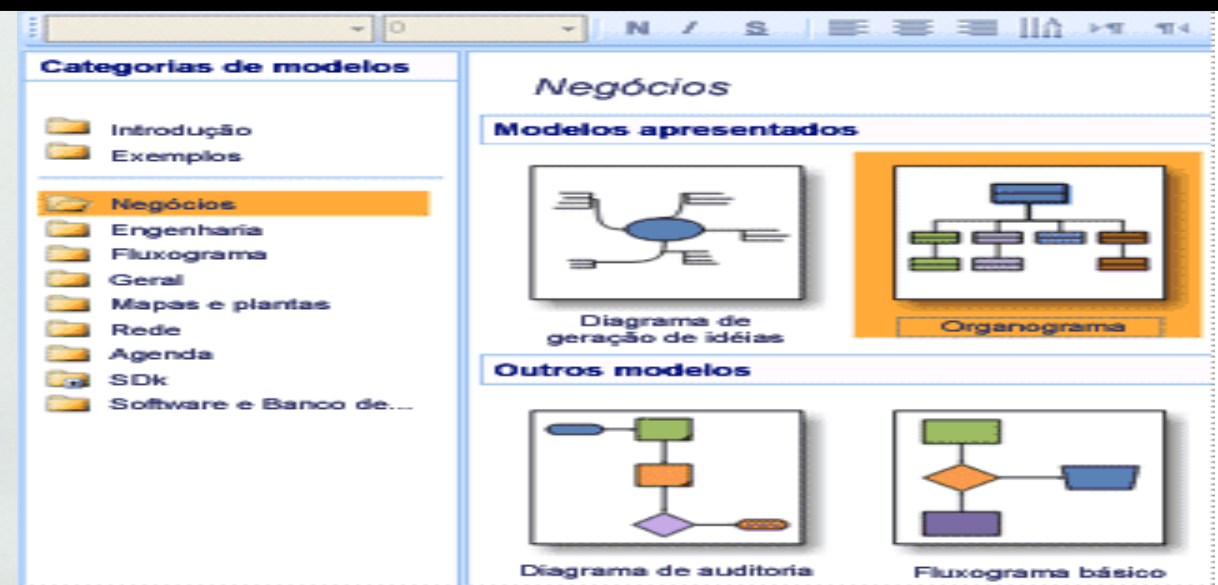 0
N I S
Categorias de modelos
Introdução
Exemplos
Negócios
Engenharia
Fluxograma
Geral
Mapas e plantas
Rede
Agenda
SDk
Software e Banco de...
Negócios
Modelos apresentados
Diagrama de
geração de idéias
Organograma
Outros modelos
Diagrama de auditoria
Fluxograma básico